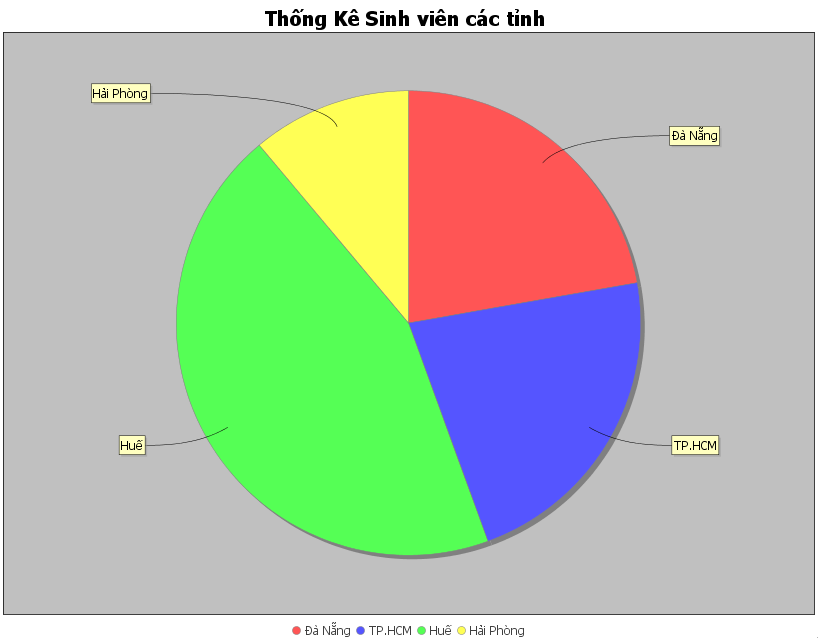 Thống Kê Sinh viên các tỉnh
Hải Phòng
Đà Nẵng
Huế
TP.HCM
Đà Nẵng TP.HCM Huế Hải Phòng